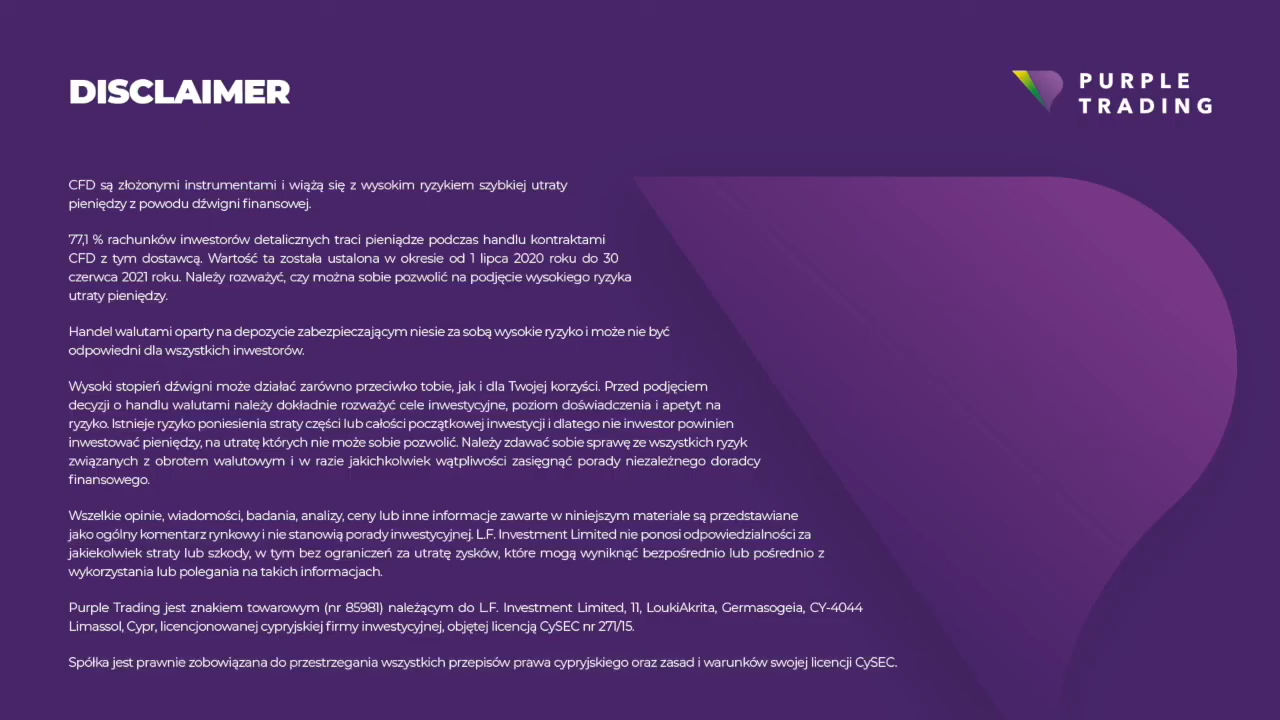 DISCLAIMER
PURPLE
TRADING
CFD są złożonymi instrumentami i wiążą się z wysokim ryzykiem szybkiej utraty
pieniędzy z powodu dźwigni finansowej.
77,1 % rachunków inwestorów detalicznych traci pieniądze podczas handlu kontraktami
CFD z tym dostawcą. Wartość ta została ustalona w okresie od 1 lipca 2020 roku do 30
czerwca 2021 roku. Należy rozważyć, czy można sobie pozwolić na podjęcie wysokiego ryzyka
utraty pieniędzy.
Handel walutami oparty na depozycie zabezpieczającym niesie za sobą wysokie ryzyko i może nie być
odpowiedni dla wszystkich inwestorów.
Wysoki stopień dźwigni może działać zarówno przeciwko tobie, jak i dla Twojej korzyści. Przed podjęciem
decyzji o handlu walutami należy dokładnie rozważyć cele inwestycyjne, poziom doświadczenia i apetyt na
ryzyko. Istnieje ryzyko poniesienia straty części lub całości początkowej inwestycji i dlatego nie inwestor powinien
inwestować pieniędzy, na utratę których nie może sobie pozwolić. Należy zdawać sobie sprawę ze wszystkich ryzyk
związanych z obrotem walutowym i w razie jakichkolwiek wątpliwości zasięgnąć porady niezależnego doradcy
finansowego.
Wszelkie opinie, wiadomości, badania, analizy, ceny lub inne informacje zawarte w niniejszym materiale są przedstawiane
jako ogólny komentarz rynkowy i nie stanowią porady inwestycyjnej. L.F. Investment Limited nie ponosi odpowiedzialności za
jakiekolwiek straty lub szkody, w tym bez ograniczeń za utratę zysków, które mogą wyniknąć bezpośrednio lub pośrednio z
wykorzystania lub polegania na takich informacjach.
Purple Trading jest znakiem towarowym (nr 85981) należącym do L.F. Investment Limited, 11, LoukiAkrita, Germasogeia, CY-4044
Limassol, Cypr, licencjonowanej cypryjskiej firmy inwestycyjnej, objętej licencją CySEC nr 271/15.
Spółka jest prawnie zobowiązana do przestrzegania wszystkich przepisów prawa cypryjskiego oraz zasad i warunków swojej licencji CySEC.